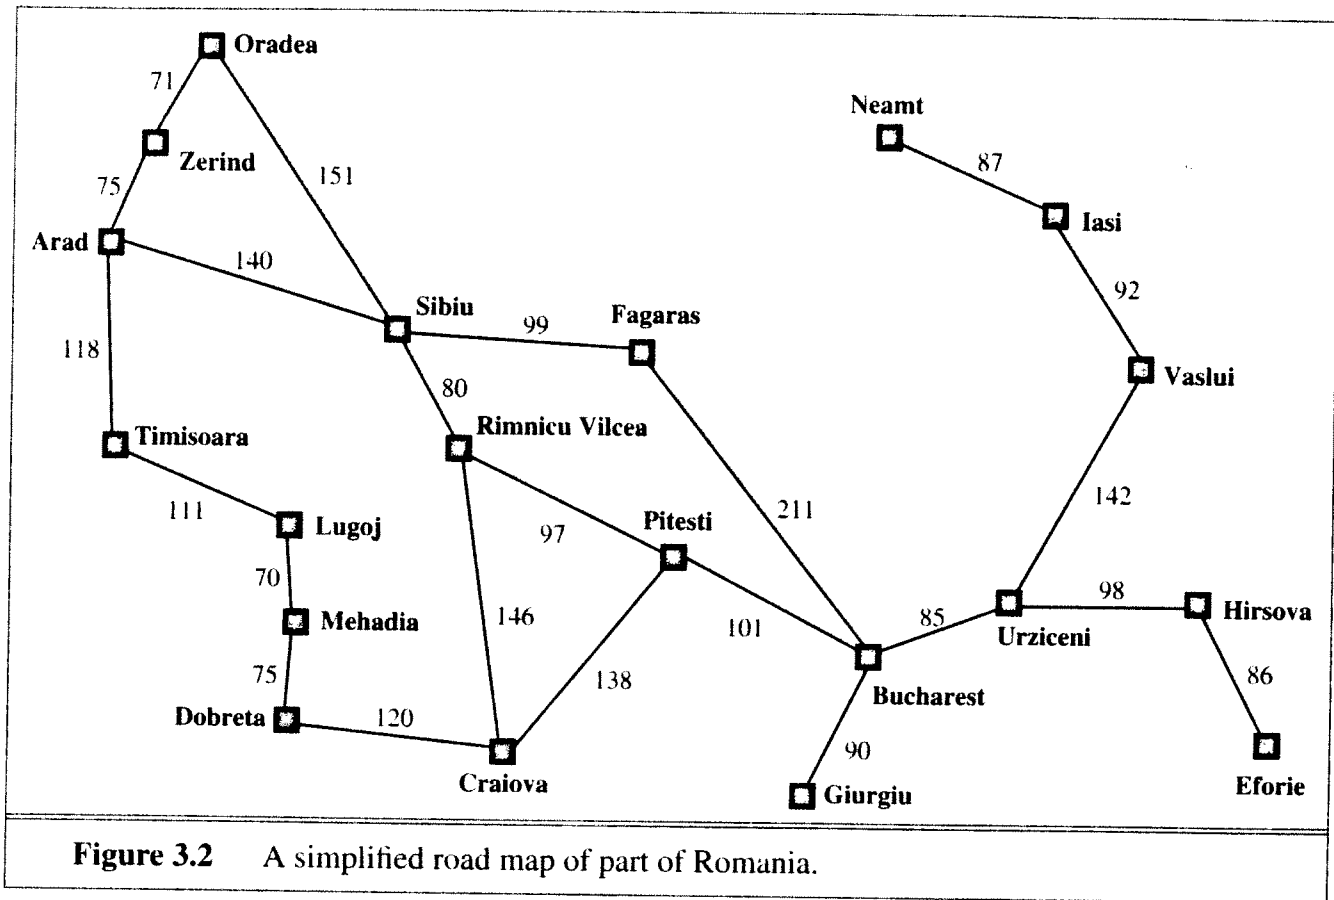 Oradea
71
Neamt
Zerind
87
75
151
Iasi
Arad
140
92
Sibiu
Fagaras
99
118
Vaslui
80
Timisoara
Rimnicu Vilcea
142
111
Lugoj
97
Pitesti
211
70
Mehadia
146
101
85
98
Hirsova
Urziceni
75
138
86
Dobreta
120
Bucharest
90
Craiova
Giurgiu
Eforie
Figure 3.2 A simplified road map of part of Romania.